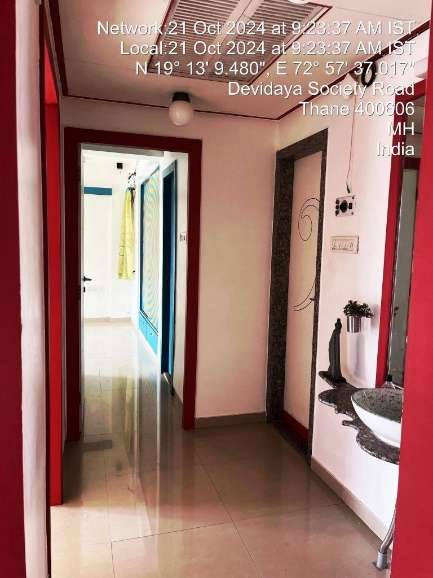 Network:21 Oct 2024 at 9:23:37 AM IST
Local:21 Oct 2024 at 9:23:37 AM IST
N 19° 13' 9.480", E 72° 57' 37.017"
Devidaya Society Road
Thane 400606
MH
India